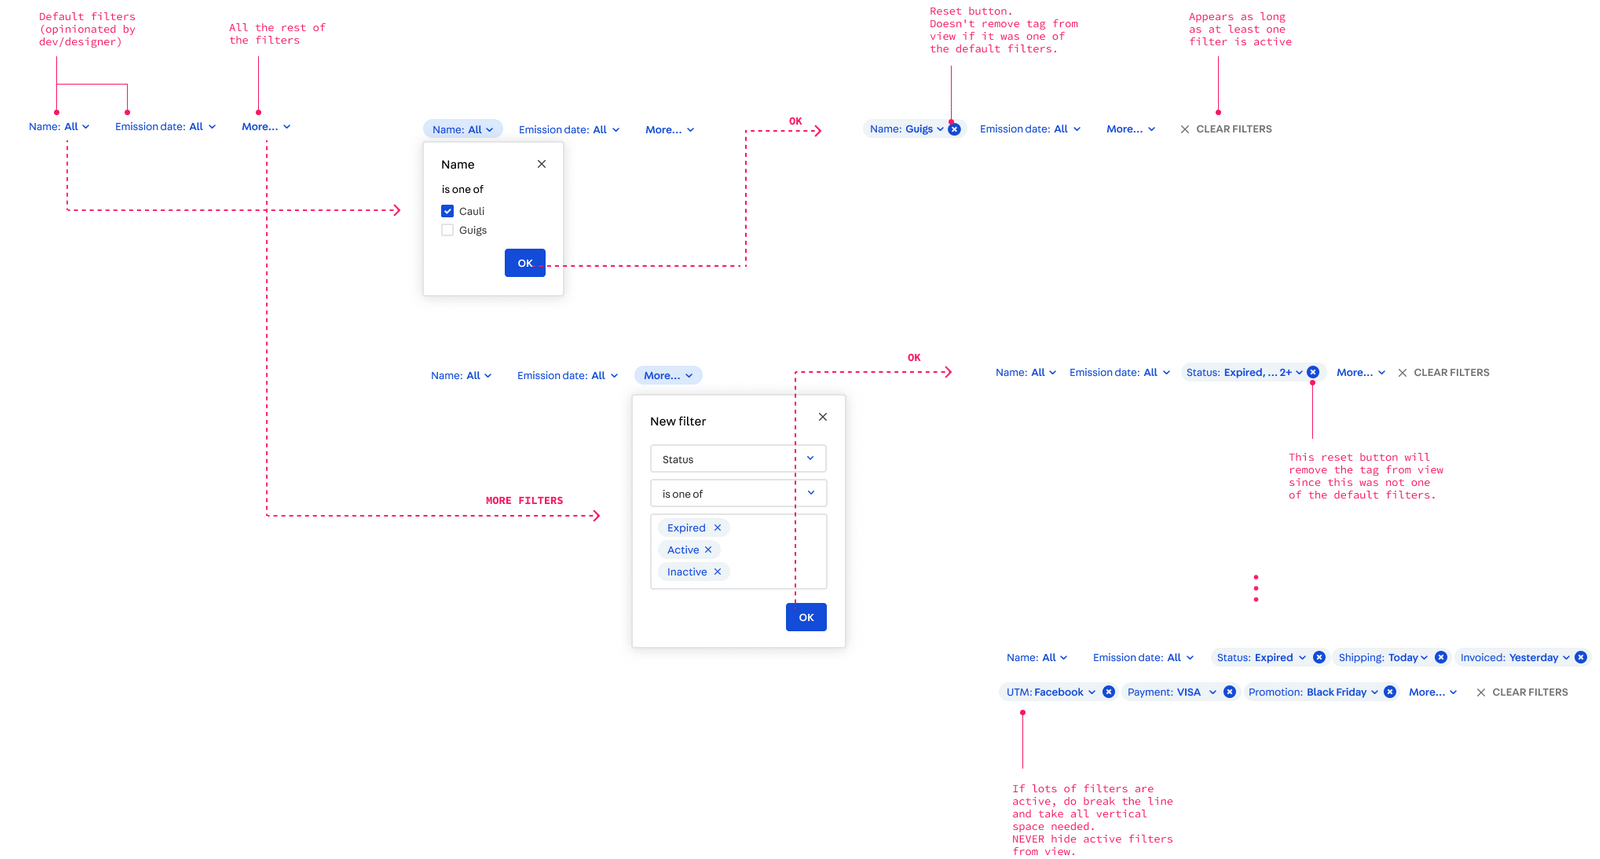 Default filters
(opinionated by
dev/designer)
All the rest of
the filters
Reset button.
Doesn't remove tag from
view if it was one of
the default filters.
Appears as long
as at least one
filter is active
Name: All
Emission date: All
More...
Name: All
Emission date: All
More...
OK
Name: Guigs
Emission date: All
More...
CLEAR FILTERS
Name
is one of
Cauli
Guigs
OK
Name: All
Emission date: All
More...
OK
Name: All
Emission date: All
Status: Expired, ... 2+
More...
CLEAR FILTERS
New filter
Status
is one of
Expired
Active
Inactive
OK
MORE FILTERS
This reset button will
remove the tag from view
since this was not one
of the default filters.
Name: All
Emission date: All
Status: Expired
Shipping: Today
Invoiced: Yesterday
UTM: Facebook
Payment: VISA
Promotion: Black Friday
More...
CLEAR FILTERS
If lots of filters are
active, do break the line
and take all vertical
space needed.
NEVER hide active filters
from view.